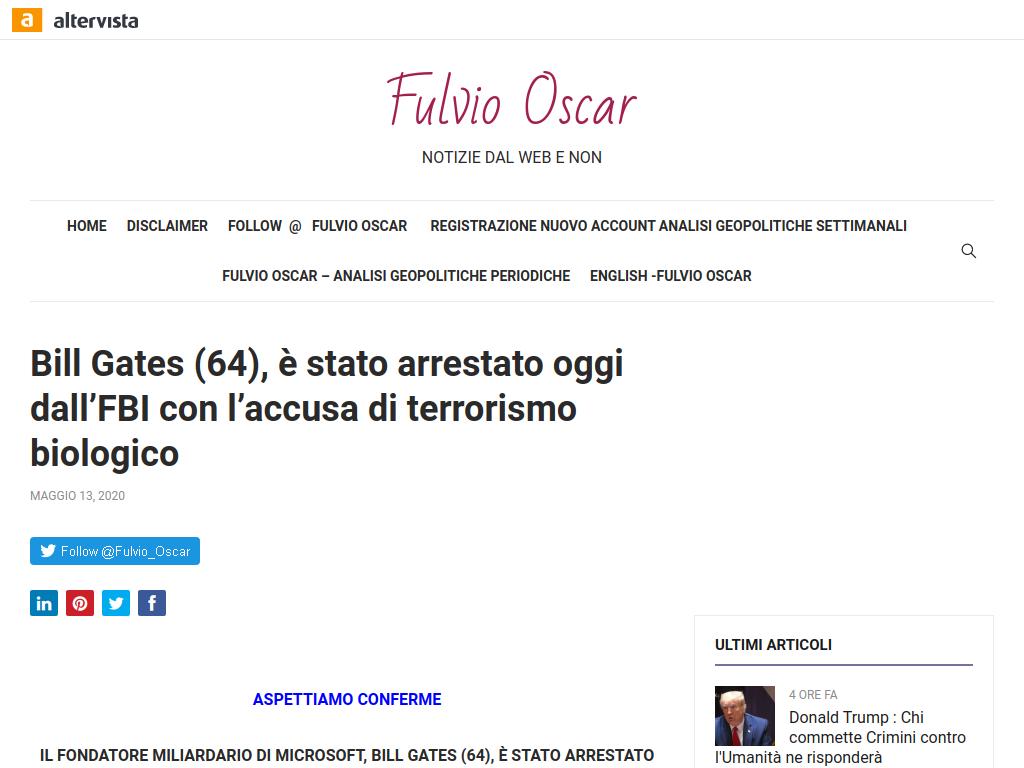 a altervista
Fulvio Oscar
NOTIZIE DAL WEB E NON
HOME DISCLAIMER FOLLOW @ FULVIO OSCAR REGISTRAZIONE NUOVO ACCOUNT ANALISI GEOPOLITICHE SETTIMANALI
FULVIO OSCAR – ANALISI GEOPOLITICHE PERIODICHE ENGLISH -FULVIO OSCAR
Bill Gates (64), è stato arrestato oggi
dall’FBI con l’accusa di terrorismo
biologico
MAGGIO 13, 2020
Follow @Fulvio_Oscar
in f
ASPETTIAMO CONFERME
IL FONDATORE MILIARDARIO DI MICROSOFT, BILL GATES (64), È STATO ARRESTATO
ULTIMI ARTICOLI
4 ORE FA
Donald Trump : Chi
commette Crimini contro
l'Umanità ne risponderà